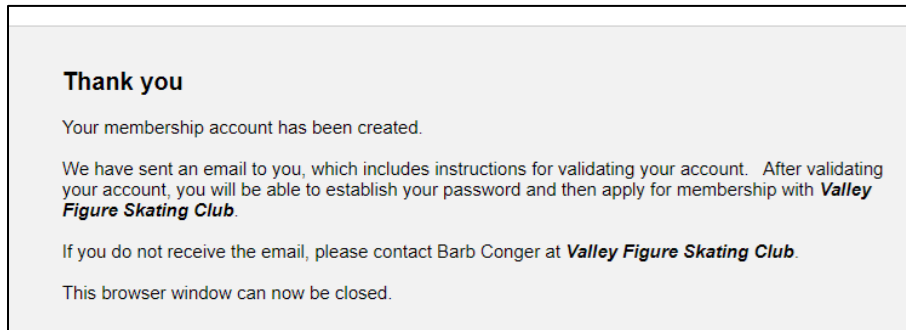 Thank you
Your membership account has been created.
We have sent an email to you, which includes instructions for validating your account.   After validating
your account, you will be able to establish your password and then apply for membership with Valley
Figure Skating Club.
If you do not receive the email, please contact Barb Conger at Valley Figure Skating Club.
This browser window can now be closed.